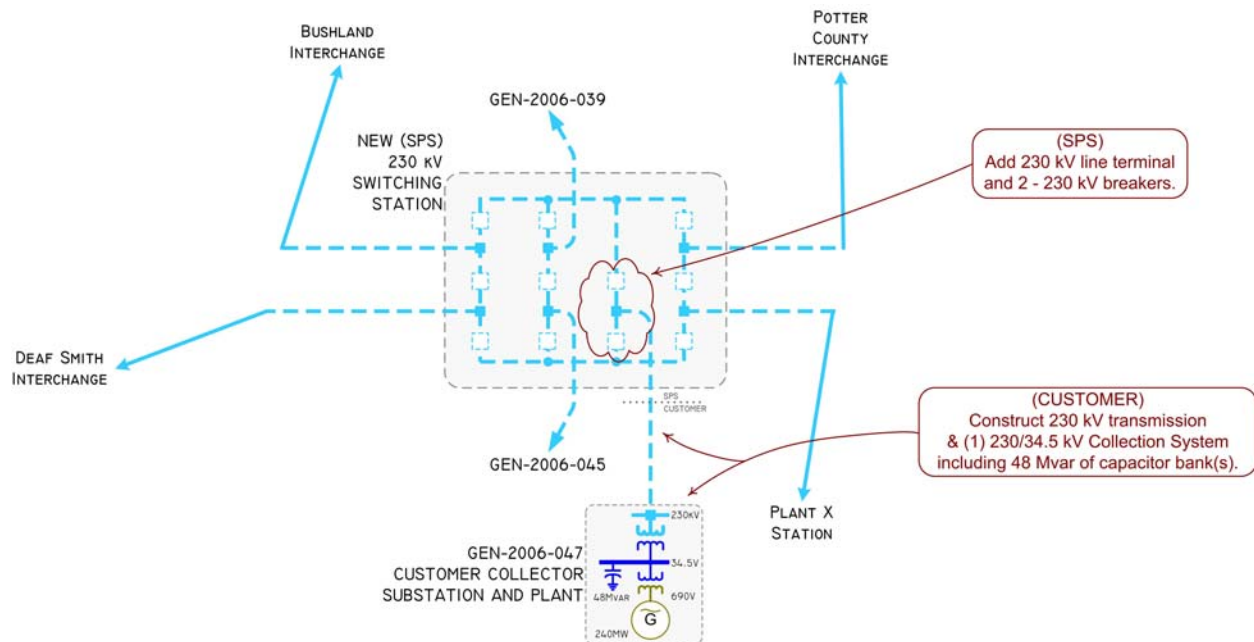 BUSHLAND
INTERCHANGE
POTTER
COUNTY
INTERCHANGE
GEN-2006-039
NEW (SPS)
230 KV
SWITCHING
STATION
(SPS)
Add 230 kV line terminal
and 2 - 230 kV breakers.
DEAF SMITH
INTERCHANGE
SPS
CUSTOMER
(CUSTOMER)
Construct 230 kV transmission
& (1) 230/34.5 kV Collection System
including 48 Mvar of capacitor bank(s).
GEN-2006-045
PLANT X
STATION
GEN-2006-047
CUSTOMER COLLECTOR
SUBSTATION AND PLANT
230KV
34.5V
48MVAR
690V
G
240MW